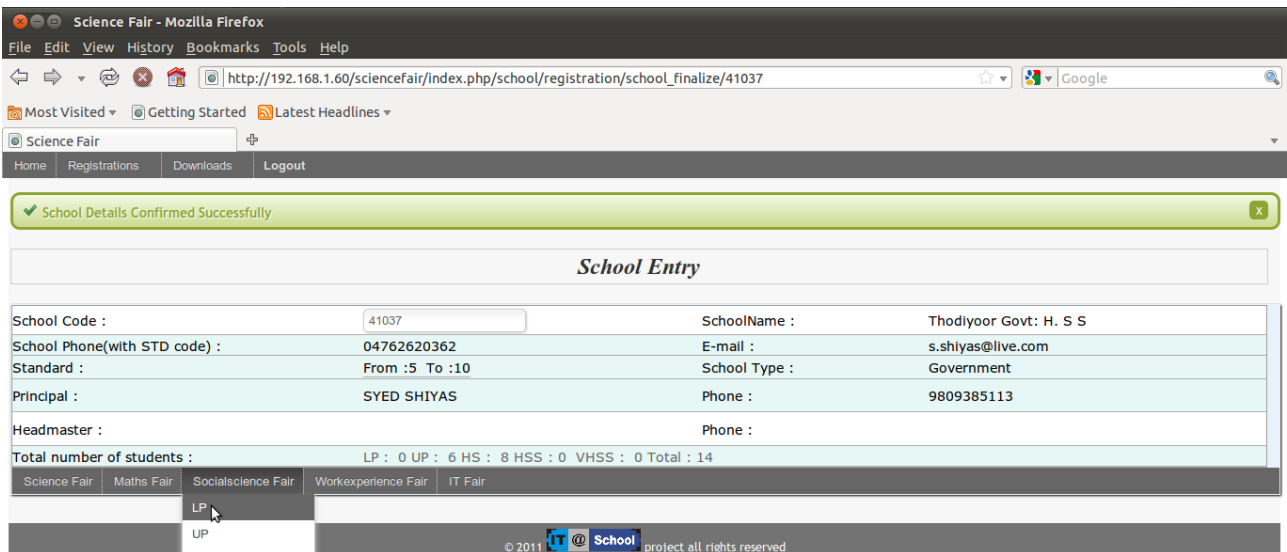 Science Fair - Mozilla Firefox
File Edit View History Bookmarks Tools Help
http://192.168.1.60/sciencefair/index.php/school/registration/school_finalize/41037 Google
Most Visited Getting Started Latest Headlines
Science Fair
Home Registrations Downloads Logout
School Details Confirmed Successfully X
School Entry
School Code : 41037 SchoolName : Thodiyoor Govt: H. S S
School Phone(with STD code) : 04762620362 E-mail : s.shiyas@live.com
Standard : From :5 To :10 School Type : Government
Principal : SYED SHIYAS Phone : 9809385113
Headmaster : Phone :
Total number of students : LP : 0 UP : 6 HS : 8 HSS : 0 VHSS : 0 Total : 14
Science Fair Maths Fair Socialscience Fair Workexperience Fair IT Fair
LP
UP
© 2011 IT @ School project all rights reserved